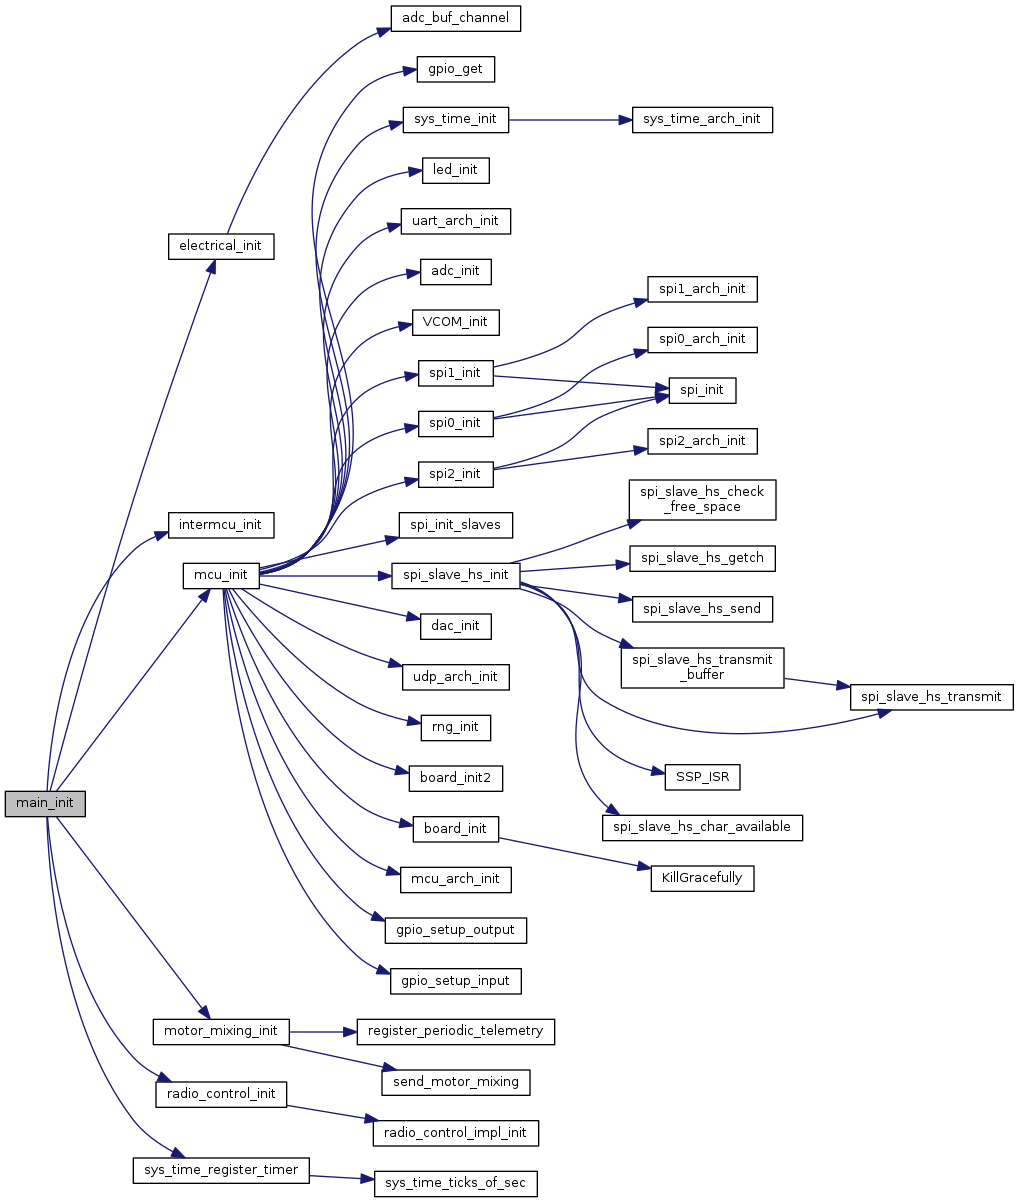 adc_buf_channel
gpio_get
sys_time_init
sys_time_arch_init
led_init
uart_arch_init
electrical_init
adc_init
spi1_arch_init
VCOM_init
spi0_arch_init
spi1_init
spi_init
spi0_init
spi2_arch_init
spi2_init
spi_slave_hs_check
_free_space
intermcu_init
spi_init_slaves
spi_slave_hs_getch
mcu_init
spi_slave_hs_init
spi_slave_hs_send
dac_init
spi_slave_hs_transmit
_buffer
udp_arch_init
spi_slave_hs_transmit
rng_init
board_init2
SSP_ISR
main_init
board_init
spi_slave_hs_char_available
mcu_arch_init
KillGracefully
gpio_setup_output
gpio_setup_input
motor_mixing_init
register_periodic_telemetry
send_motor_mixing
radio_control_init
radio_control_impl_init
sys_time_register_timer
sys_time_ticks_of_sec